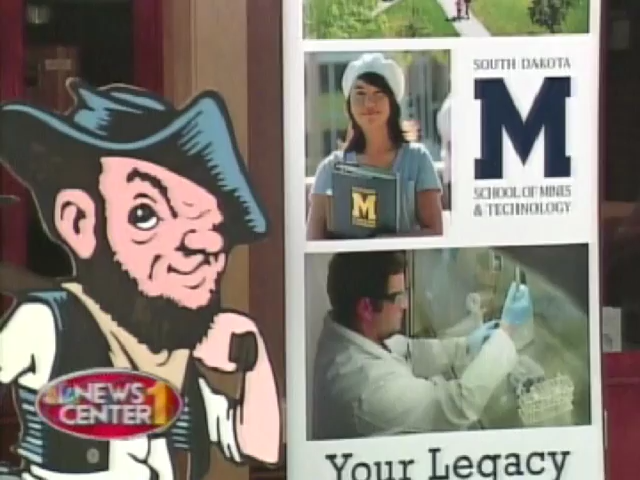 SOUTH DAKOTA
M
SCHOOL OF MINES
& TECHNOLOGY
M
NEWS
CENTER 1
Your Legacy